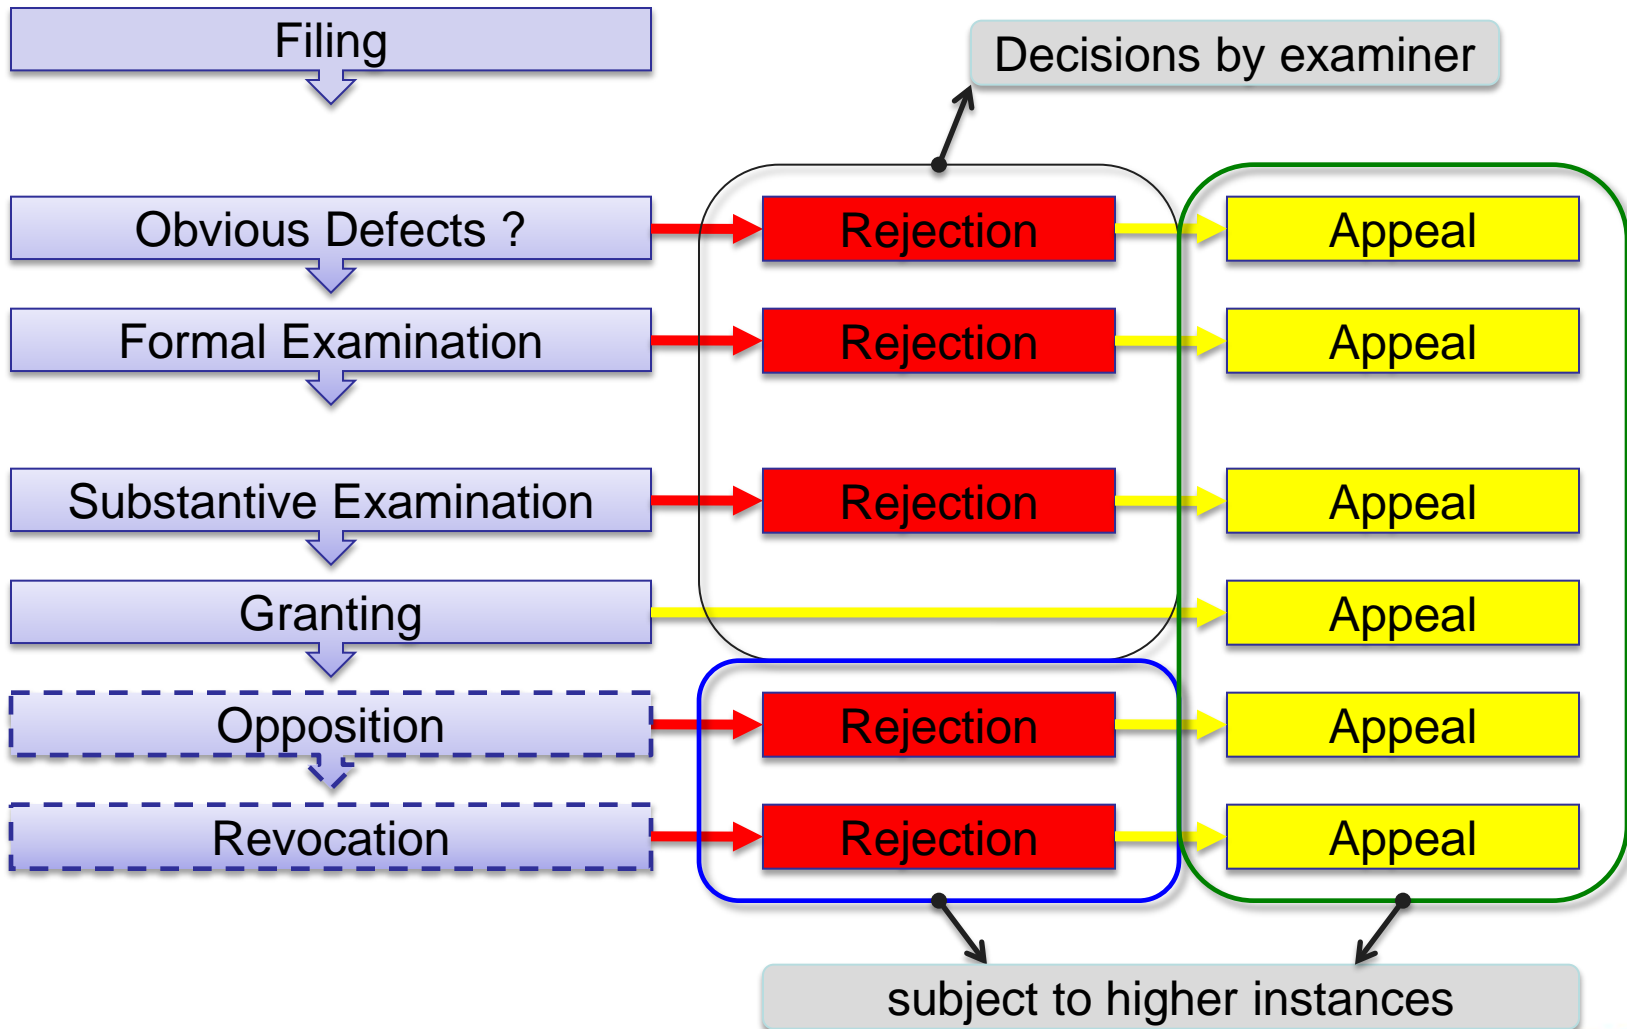 Filing
Decisions by examiner
Obvious Defects ?
Rejection
Appeal
Formal Examination
Rejection
Appeal
Substantive Examination
Rejection
Appeal
Granting
Appeal
Opposition
Rejection
Appeal
Revocation
Rejection
Appeal
subject to higher instances